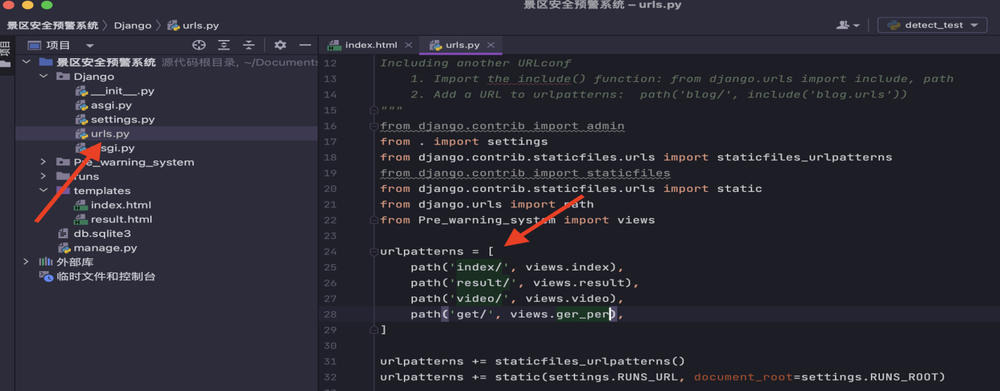 景区安全预警系统 – urls.py
景区安全预警系统 〉 Django 〉 urls.py
detect_test
项目
项目
index.html ×
urls.py ×
景区安全预警系统 源代码根目录, ~/Documents
Django
__init__.py
asgi.py
settings.py
urls.py
sgi.py
Pre_warning_system
runs
templates
index.html
result.html
db.sqlite3
manage.py
外部库
临时文件和控制台
12 Including another URLconf
13 1. Import the include() function: from django.urls import include, path
14 2. Add a URL to urlpatterns:  path('blog/', include('blog.urls'))
15 """
16 from django.contrib import admin
17 from . import settings
18 from django.contrib.staticfiles.urls import staticfiles_urlpatterns
19 from django.contrib import staticfiles
20 from django.contrib.staticfiles.urls import static
21 from django.urls import path
22 from Pre_warning_system import views
23
24 urlpatterns = [
25 path('index/', views.index),
26 path('result/', views.result),
27 path('video/', views.video),
28 path('get/', views.ger_per),
29 ]
30
31 urlpatterns += staticfiles_urlpatterns()
32 urlpatterns += static(settings.RUNS_URL, document_root=settings.RUNS_ROOT)